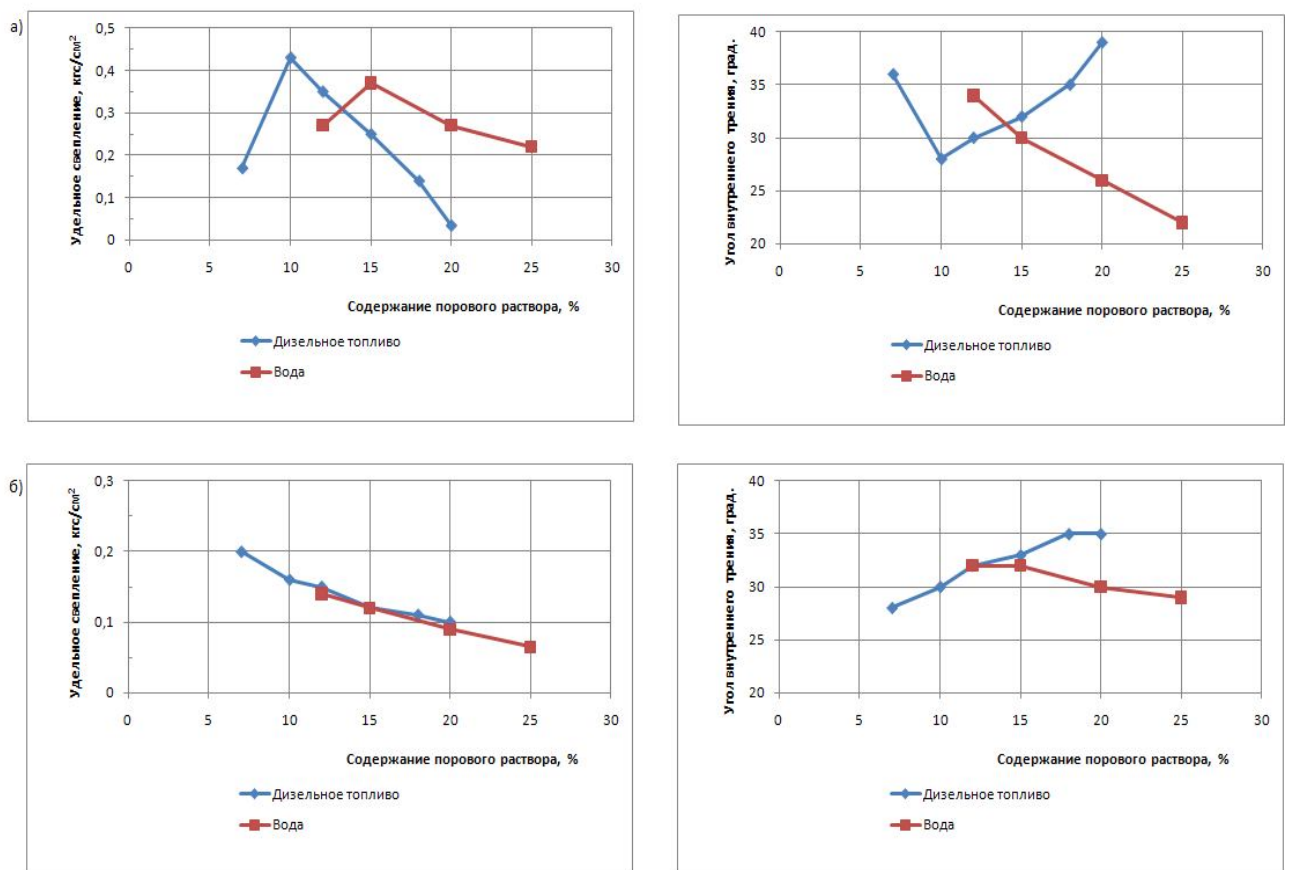 а)
Удельное свепление, кгс/см²
0,5
0,4
0,3
0,2
0,1
0
0 5 10 15 20 25 30
Содержание порового раствора, %
Дизельное топливо
Вода
Угол внутреннего трения, град.
40
35
30
25
20
0 5 10 15 20 25 30
Содержание порового раствора, %
Дизельное топливо
Вода
б)
Удельное свепление, кгс/см²
0,3
0,2
0,1
0
0 5 10 15 20 25 30
Содержание порового раствора, %
Дизельное топливо
Вода
Угол внутреннего трения, град.
40
35
30
25
20
0 5 10 15 20 25 30
Содержание порового раствора, %
Дизельное топливо
Вода